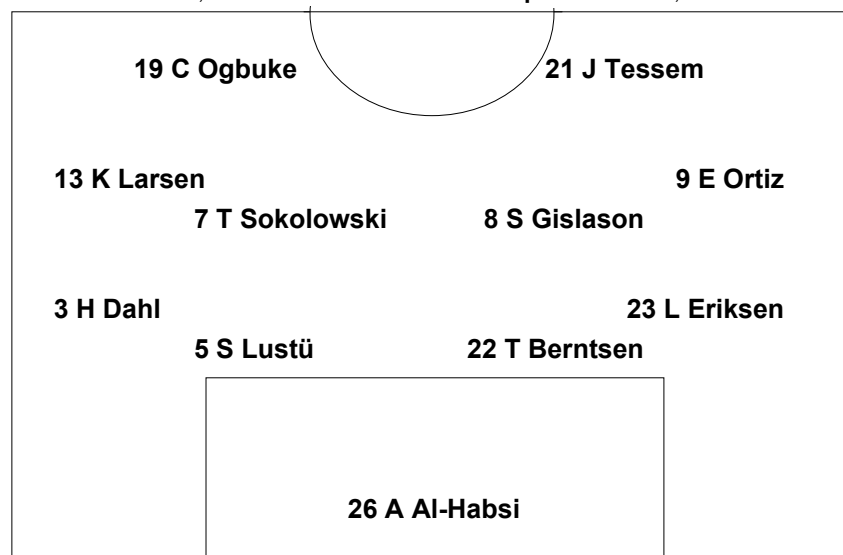 19 C Ogbuke 21 J Tessem
13 K Larsen 9 E Ortiz
7 T Sokolowski 8 S Gislason
3 H Dahl 23 L Eriksen
5 S Lustü 22 T Berntsen
26 A Al-Habsi